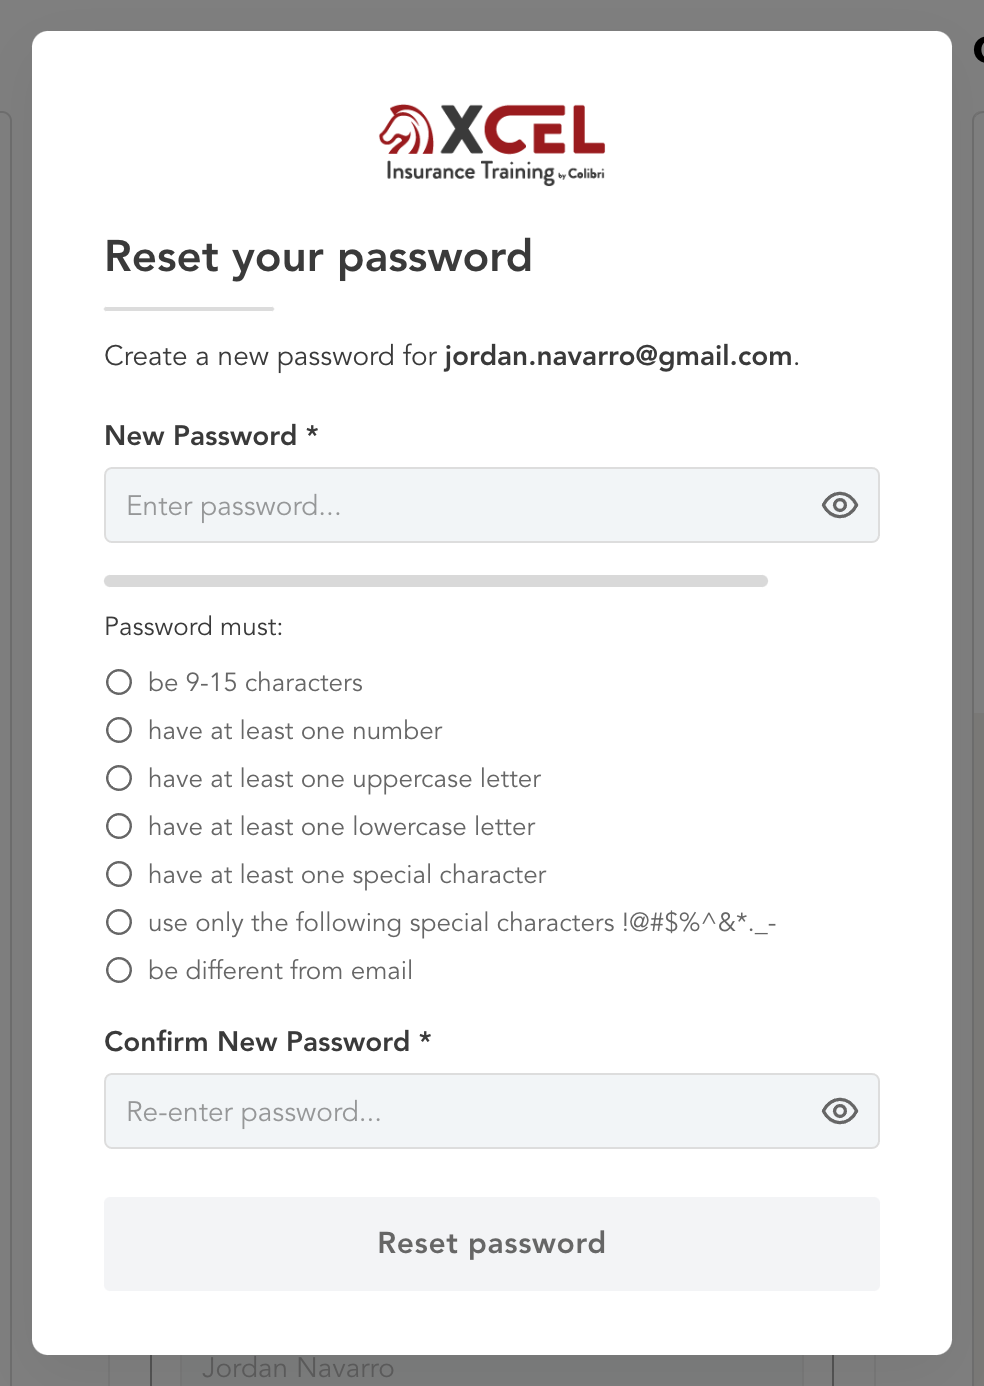 XCEL
Insurance Training by Colibri
Reset your password
Create a new password for jordan.navarro@gmail.com.
New Password *
Enter password...
Password must:
be 9-15 characters
have at least one number
have at least one uppercase letter
have at least one lowercase letter
have at least one special character
use only the following special characters !@#$%^&*._-
be different from email
Confirm New Password *
Re-enter password...
Reset password
Jordan Navarro